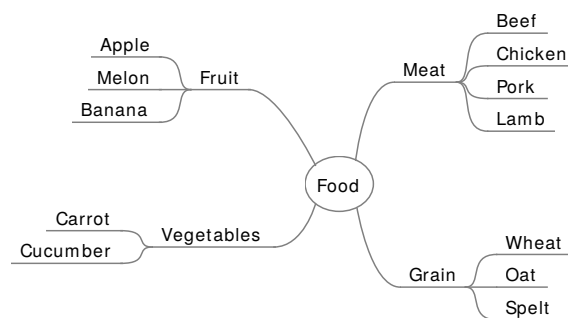 Apple
Melon
Banana
Fruit
Carrot
Cucumber
Vegetables
Food
Meat
Beef
Chicken
Pork
Lamb
Grain
Wheat
Oat
Spelt